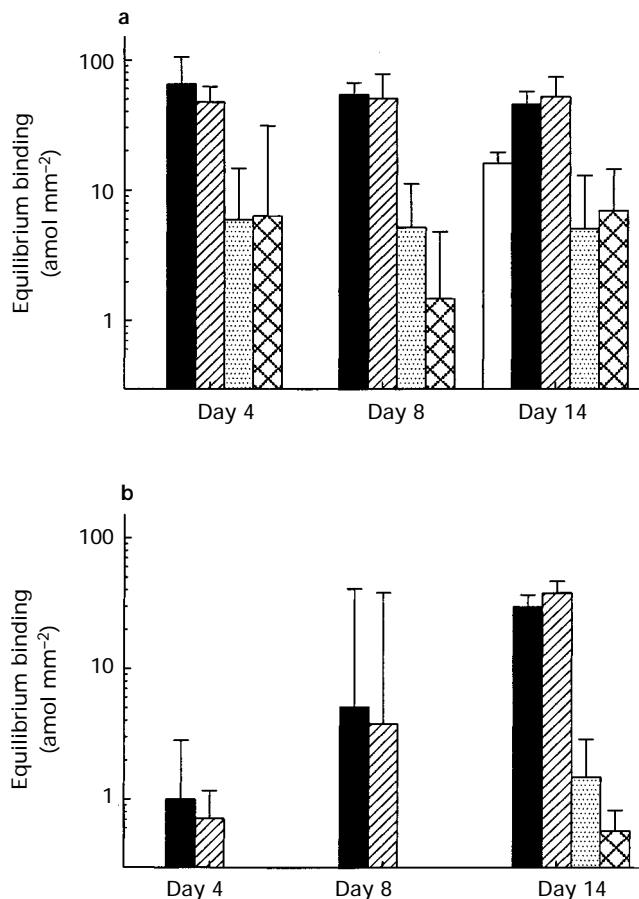 a
100
10
1
Equilibrium binding
(amol mm⁻²)
Day 4
Day 8
Day 14
b
100
10
1
Equilibrium binding
(amol mm⁻²)
Day 4
Day 8
Day 14